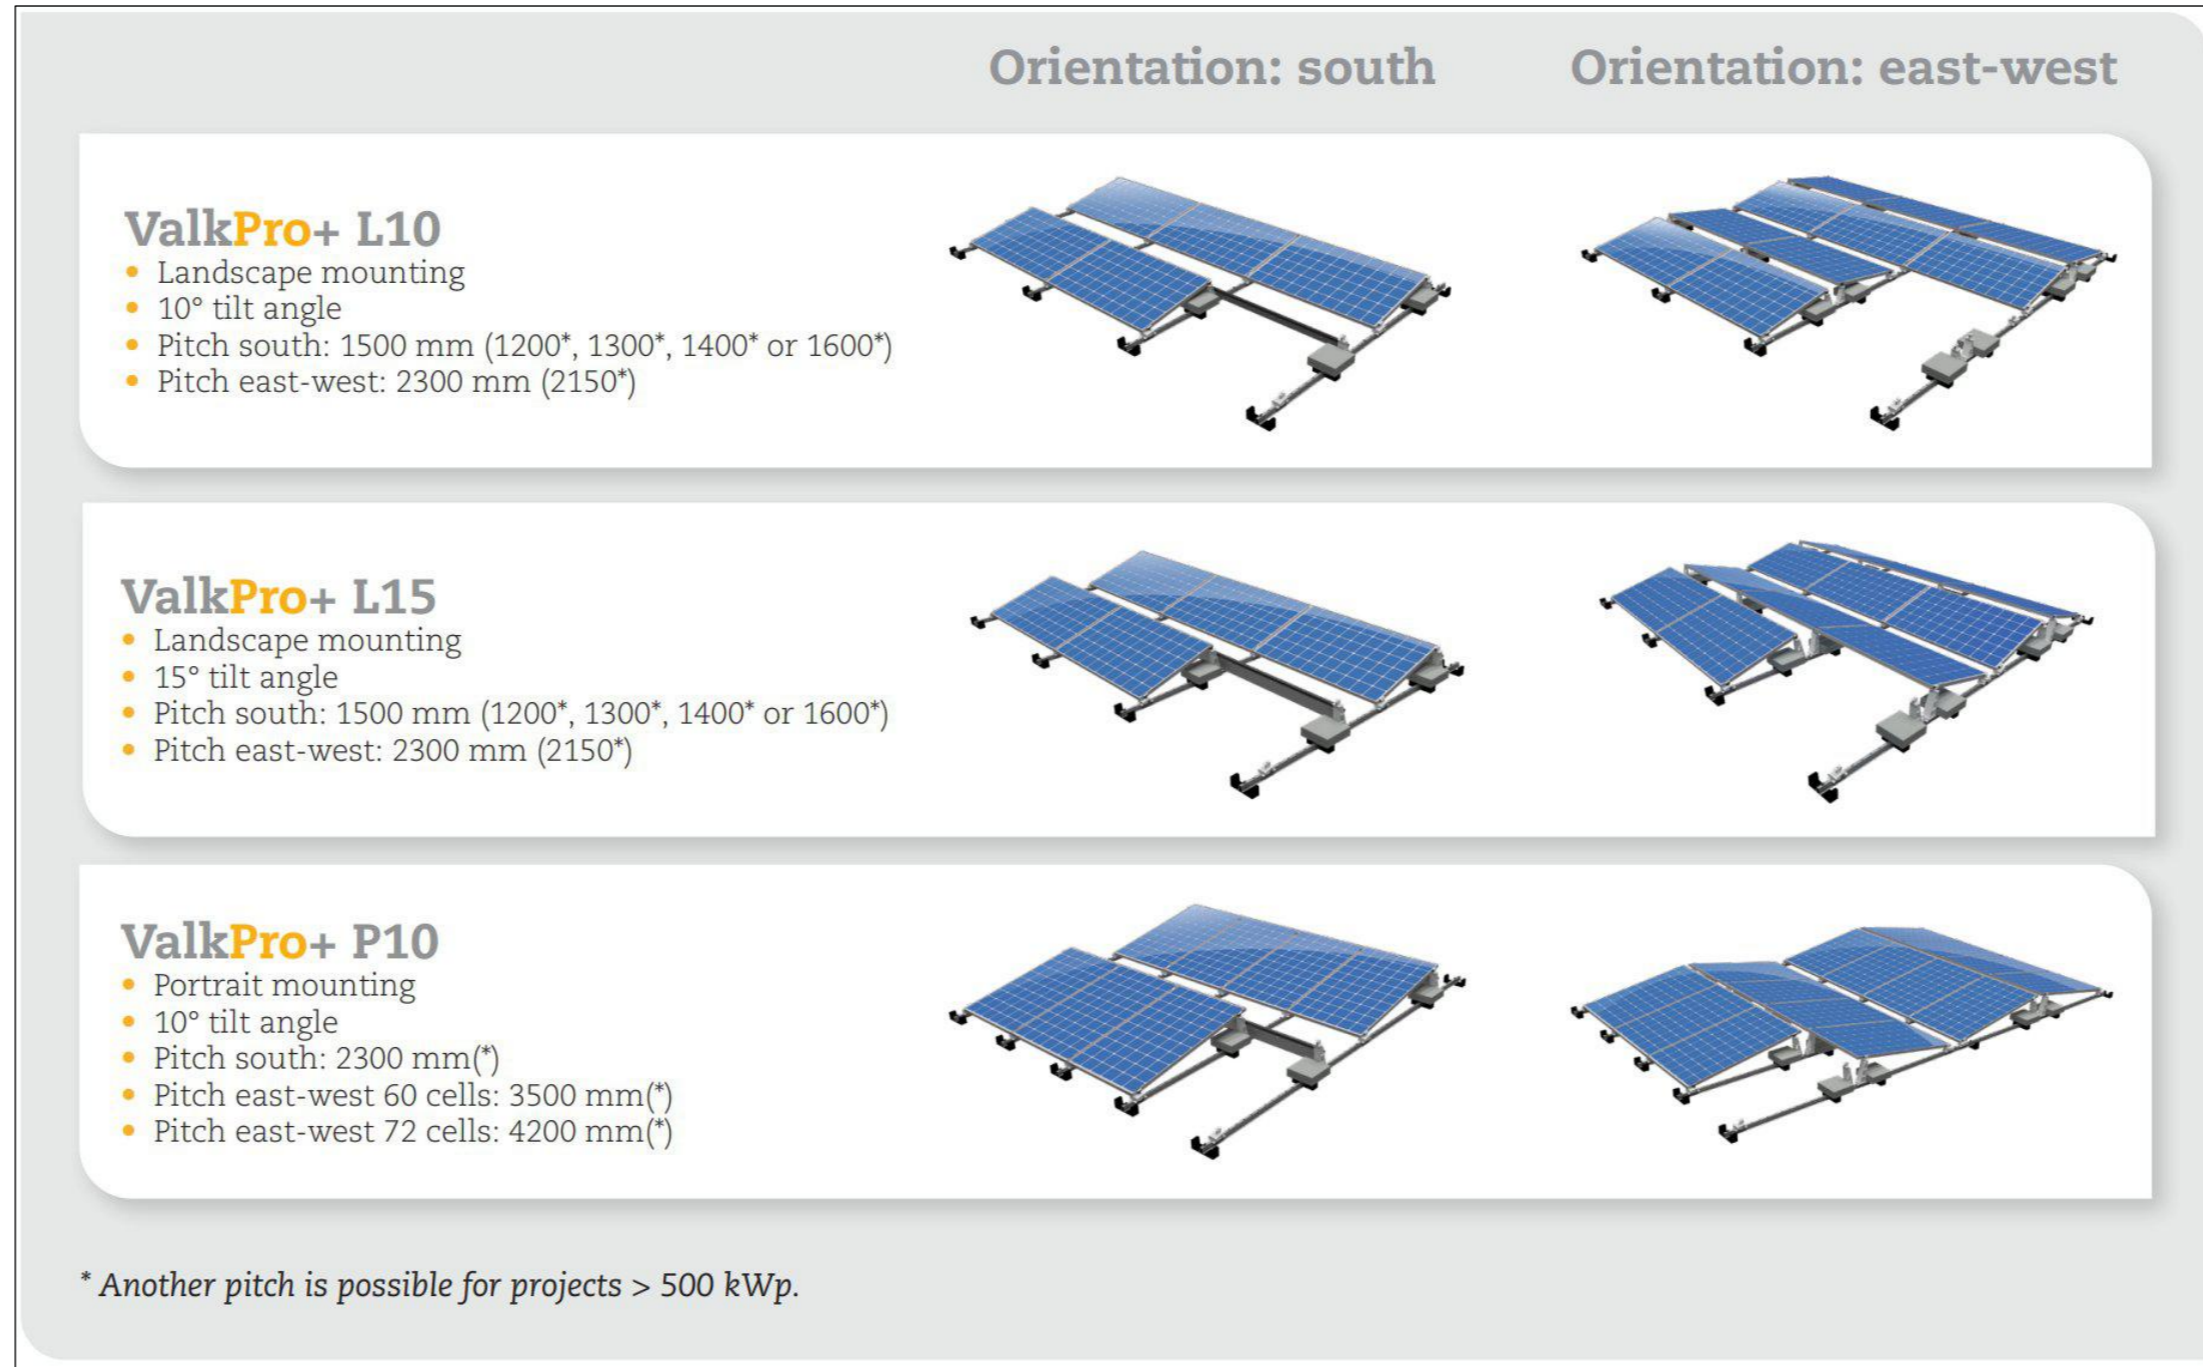 Orientation: south
Orientation: east-west
ValkPro+ L10
• Landscape mounting
• 10° tilt angle
• Pitch south: 1500 mm (1200*, 1300*, 1400* or 1600*)
• Pitch east-west: 2300 mm (2150*)
ValkPro+ L15
• Landscape mounting
• 15° tilt angle
• Pitch south: 1500 mm (1200*, 1300*, 1400* or 1600*)
• Pitch east-west: 2300 mm (2150*)
ValkPro+ P10
• Portrait mounting
• 10° tilt angle
• Pitch south: 2300 mm(*)
• Pitch east-west 60 cells: 3500 mm(*)
• Pitch east-west 72 cells: 4200 mm(*)
* Another pitch is possible for projects > 500 kWp.